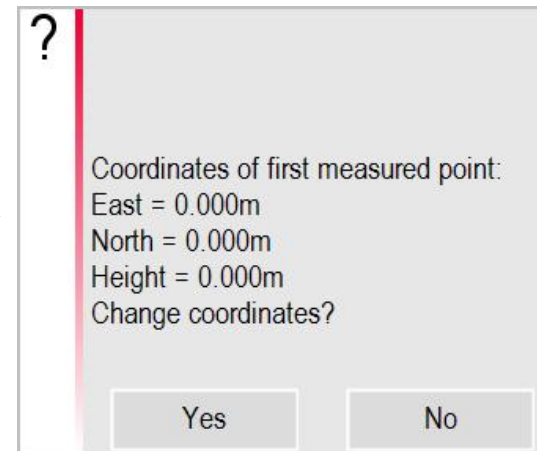 ?
Coordinates of first measured point:
East = 0.000m
North = 0.000m
Height = 0.000m
Change coordinates?
Yes No